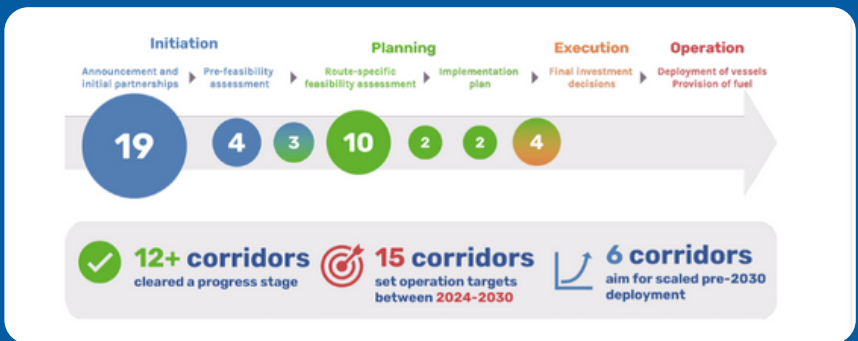 Initiation
Planning
Execution
Operation
Announcement and
initial partnerships
Pre-feasibility
assessment
Route-specific
feasibility assessment
Implementation
plan
Final investment
decisions
Deployment of vessels
Provision of fuel
19
4
3
10
2
2
4
12+ corridors
cleared a progress stage
15 corridors
set operation targets
between 2024-2030
6 corridors
aim for scaled pre-2030
deployment